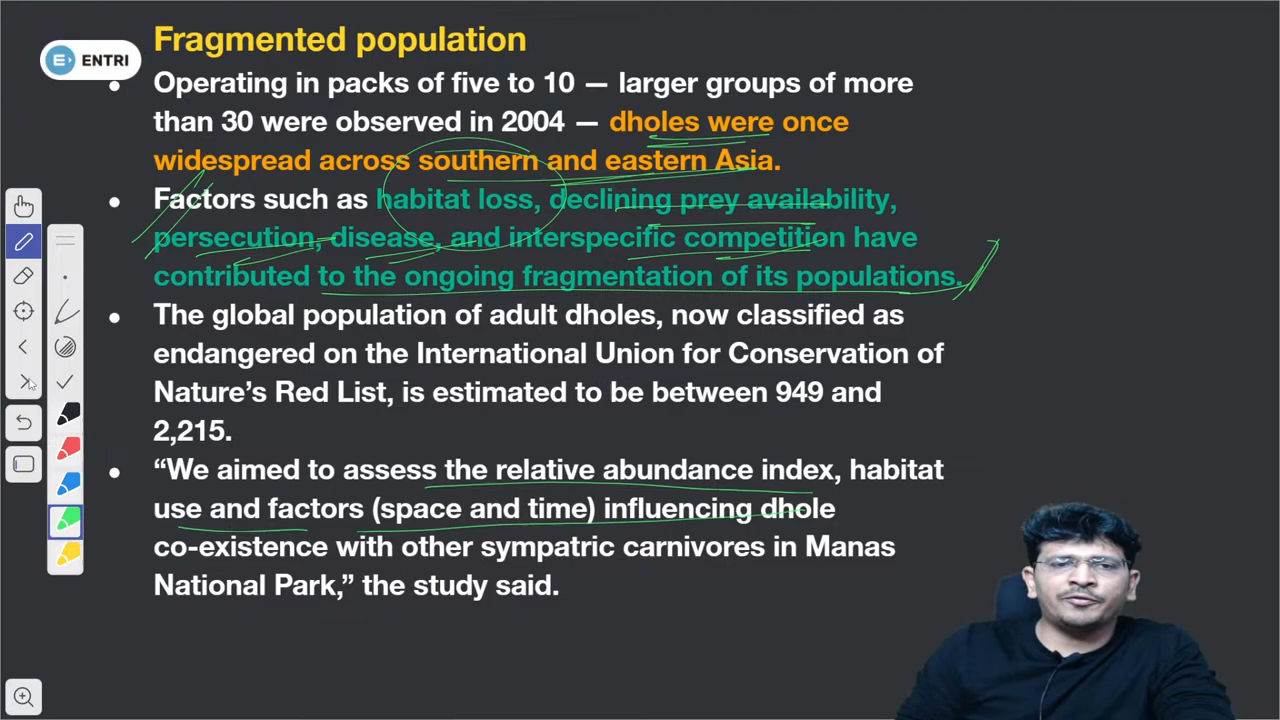 Fragmented population
ENTRI
• Operating in packs of five to 10 — larger groups of more
than 30 were observed in 2004 — dholes were once
widespread across southern and eastern Asia.
• Factors such as habitat loss, declining prey availability,
persecution, disease, and interspecific competition have
contributed to the ongoing fragmentation of its populations.
• The global population of adult dholes, now classified as
endangered on the International Union for Conservation of
Nature’s Red List, is estimated to be between 949 and
2,215.
• “We aimed to assess the relative abundance index, habitat
use and factors (space and time) influencing dhole
co-existence with other sympatric carnivores in Manas
National Park,” the study said.